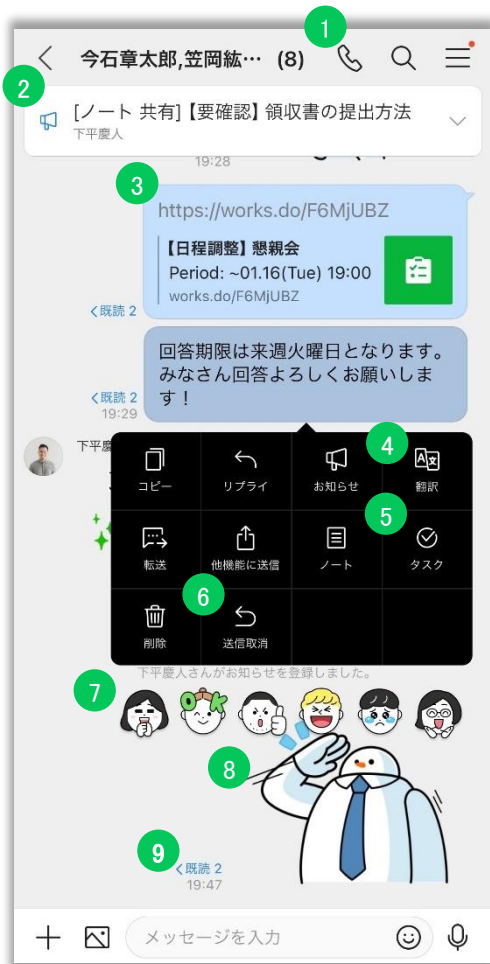 1
今石章太郎,笠岡紘… (8)
2
[ノート 共有]【要確認】領収書の提出方法
下平慶人
19:28
3
https://works.do/F6MjUBZ
【日程調整】懇親会
Period: ~01.16(Tue) 19:00
works.do/F6MjUBZ
既読 2
回答期限は来週火曜日となります。
みなさん回答よろしくお願いしま
す！
既読 2
19:29
下平慶
4
コピー リプライ お知らせ 翻訳
5
転送 他機能に送信 ノート タスク
6
削除 送信取消
下平慶人さんがお知らせを登録しました。
7
OK
8
9
既読 2
19:47
メッセージを入力